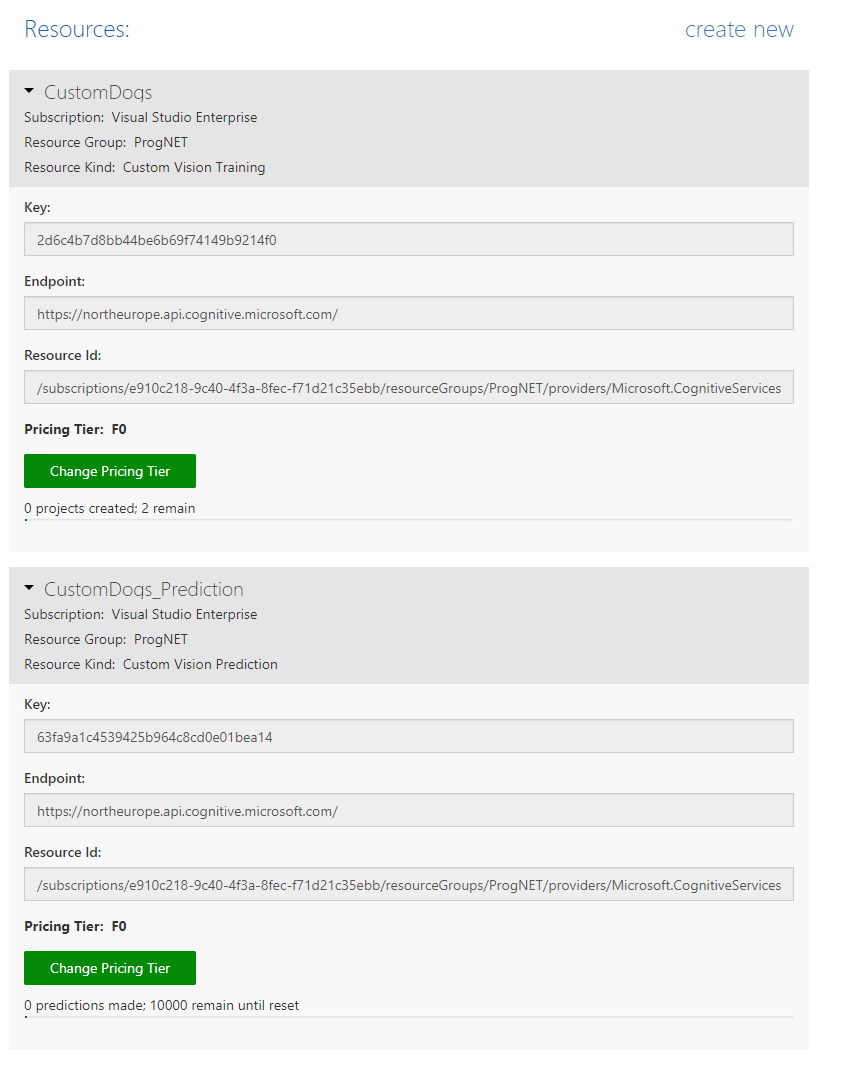 Resources:
create new
CustomDogs
Subscription: Visual Studio Enterprise
Resource Group: ProgNET
Resource Kind: Custom Vision Training
Key:
2d6c4b7d8bb44be6b69f74149b9214f0
Endpoint:
https://northeurope.api.cognitive.microsoft.com/
Resource Id:
/subscriptions/e910c218-9c40-4f3a-8fec-f71d21c35ebb/resourceGroups/ProgNET/providers/Microsoft.CognitiveServices
Pricing Tier: F0
Change Pricing Tier
0 projects created; 2 remain
CustomDogs_Prediction
Subscription: Visual Studio Enterprise
Resource Group: ProgNET
Resource Kind: Custom Vision Prediction
Key:
63fa9a1c4539425b964c8cd0e01bea14
Endpoint:
https://northeurope.api.cognitive.microsoft.com/
Resource Id:
/subscriptions/e910c218-9c40-4f3a-8fec-f71d21c35ebb/resourceGroups/ProgNET/providers/Microsoft.CognitiveServices
Pricing Tier: F0
Change Pricing Tier
0 predictions made; 10000 remain until reset